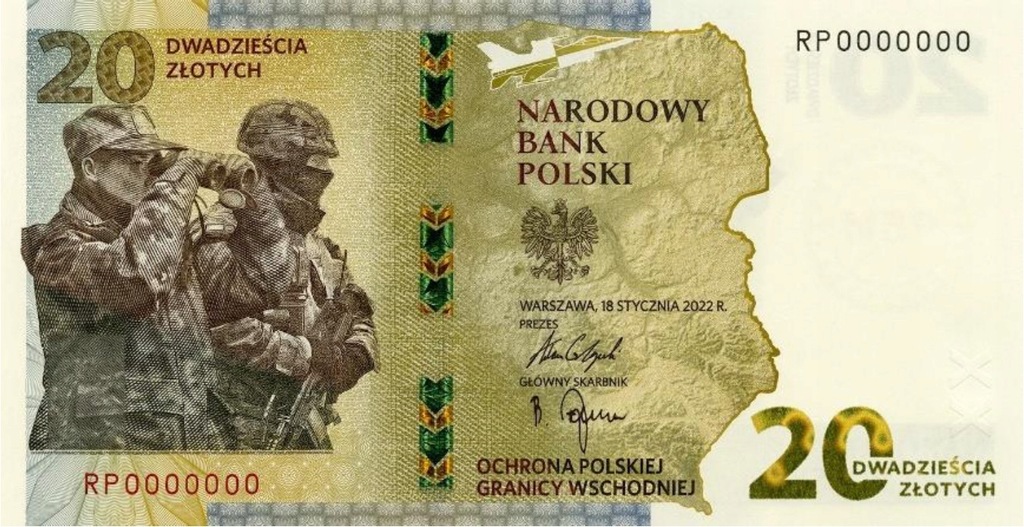 20 DWADZIEŚCIA
ZŁOTYCH
RP0000000
NARODOWY
BANK
POLSKI
WARSZAWA, 18 STYCZNIA 2022 R.
PREZES
GŁÓWNY SKARBNIK
OCHRONA POLSKIEJ
GRANICY WSCHODNIEJ
RP0000000
20 DWADZIEŚCIA
ZŁOTYCH